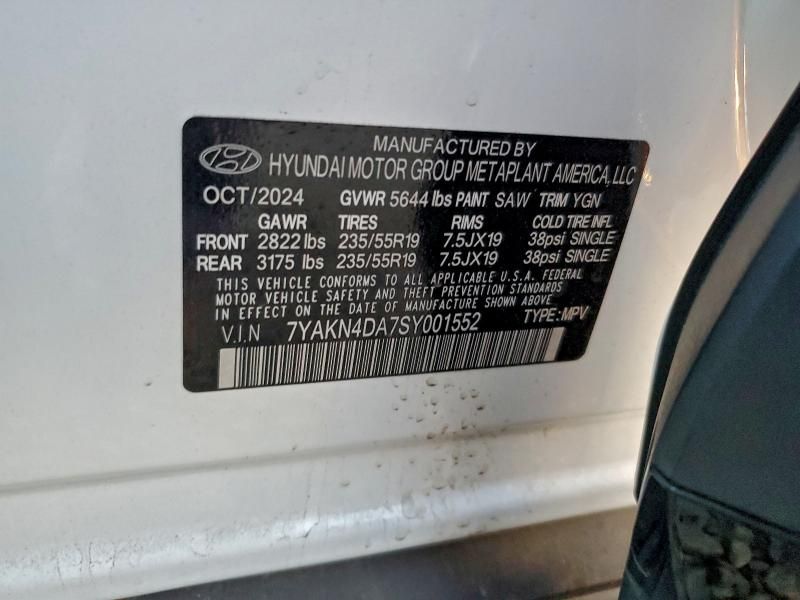 MANUFACTURED BY
HYUNDAI MOTOR GROUP METAPLANT AMERICA, LLC
OCT/2024 GVWR 5644 lbs PAINT SAW TRIM YGN
GAWR TIRES RIMS COLD TIRE INFL
FRONT 2822 lbs 235/55R19 7.5JX19 38psi SINGLE
REAR 3175 lbs 235/55R19 7.5JX19 38psi SINGLE
THIS VEHICLE CONFORMS TO ALL APPLICABLE U.S.A. FEDERAL
MOTOR VEHICLE SAFETY AND THEFT PREVENTION STANDARDS
IN EFFECT ON THE DATE OF MANUFACTURE SHOWN ABOVE.
V.I.N 7YAKN4DA7SY001552 TYPE: MPV